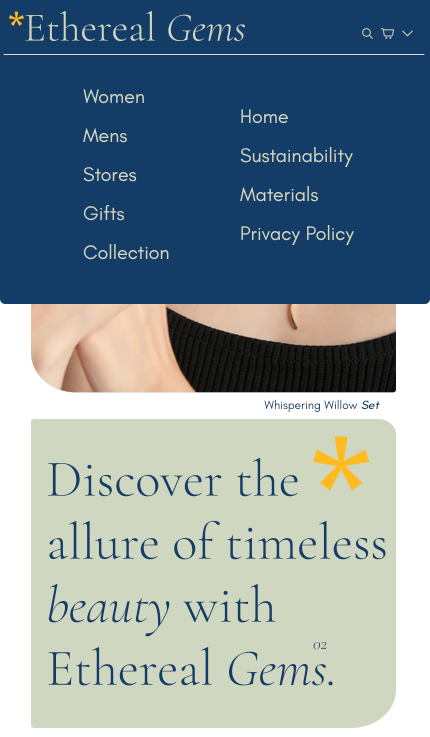 *Ethereal Gems
Women
Mens
Stores
Gifts
Collection
Home
Sustainability
Materials
Privacy Policy
Whispering Willow Set
Discover the *
allure of timeless
beauty with
02
Ethereal Gems.